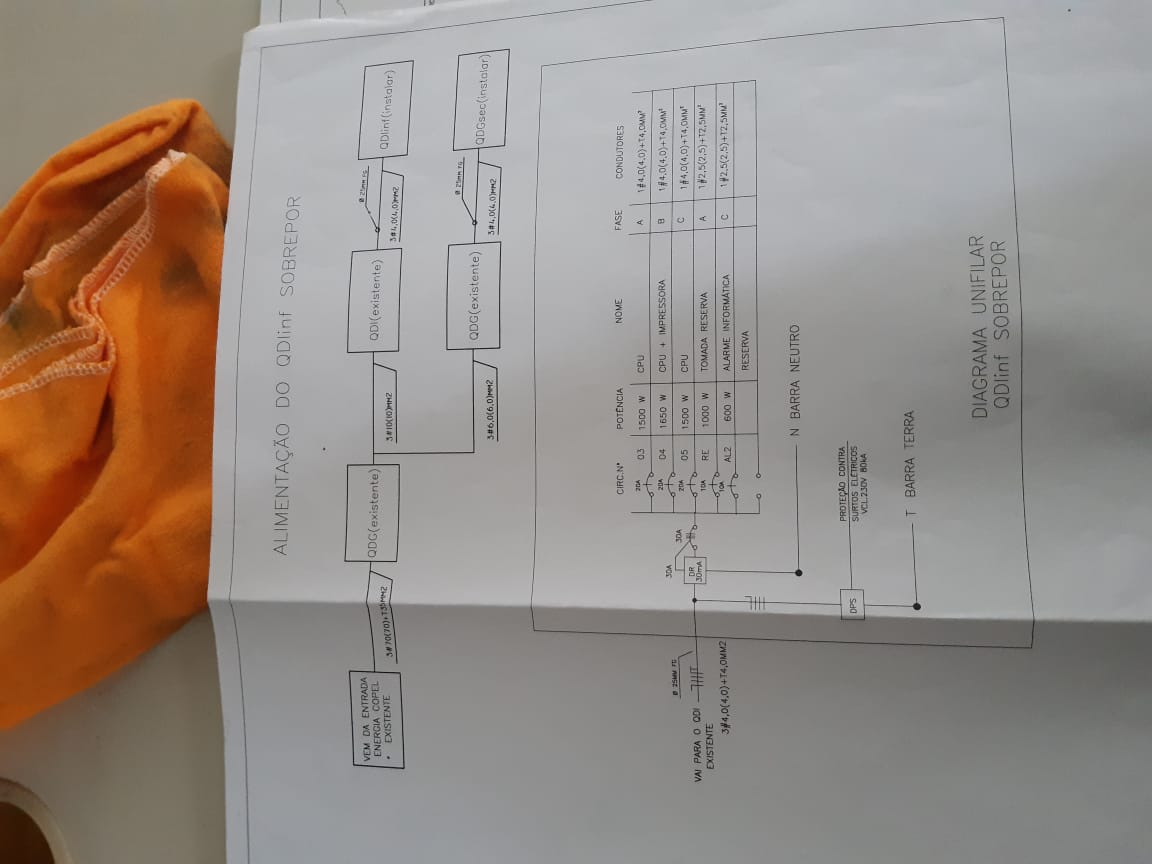 ALIMENTAÇÃO DO QDIinf SOBREPOR
VEM DA ENTRADA
ENERGIA COPEL
• EXISTENTE
3#70(70)+T35MM2
QDG(existente)
3#10(10)MM2
QDI(existente)
Ø 25MM FG
3#4,0(4,0)MM2
QDIinf(instalar)
3#6,0(6,0)MM2
QDG(existente)
Ø 25MM FG
3#4,0(4,0)MM2
QDGsec(instalar)
CIRC.Nº POTÊNCIA NOME FASE CONDUTORES
20A 03 1500 W CPU A 1#4,0(4,0)+T4,0MM²
20A 04 1650 W CPU + IMPRESSORA B 1#4,0(4,0)+T4,0MM²
20A 05 1500 W CPU C 1#4,0(4,0)+T4,0MM²
10A RE 1000 W TOMADA RESERVA A 1#2,5(2,5)+T2,5MM²
10A AL2 600 W ALARME INFORMÁTICA C 1#2,5(2,5)+T2,5MM²
RESERVA
30A
30A
DR
30mA
Ø 25MM FG
VAI PARA O QDI
EXISTENTE
3#4,0(4,0)+T4,0MM2
N BARRA NEUTRO
DPS
PROTEÇÃO CONTRA
SURTOS ELÉTRICOS
VCL 230V 80kA
T BARRA TERRA
DIAGRAMA UNIFILAR
QDIinf SOBREPOR